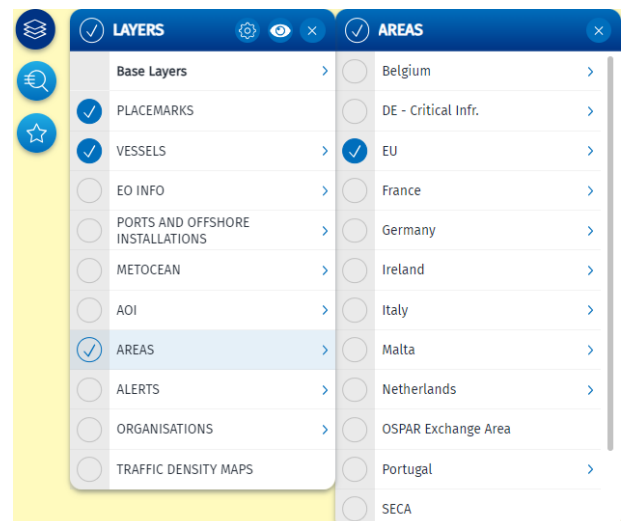 LAYERS
Base Layers
PLACEMARKS
VESSELS
EO INFO
PORTS AND OFFSHORE
INSTALLATIONS
METOCEAN
AOI
AREAS
ALERTS
ORGANISATIONS
TRAFFIC DENSITY MAPS
AREAS
Belgium
DE - Critical Infr.
EU
France
Germany
Ireland
Italy
Malta
Netherlands
OSPAR Exchange Area
Portugal
SECA